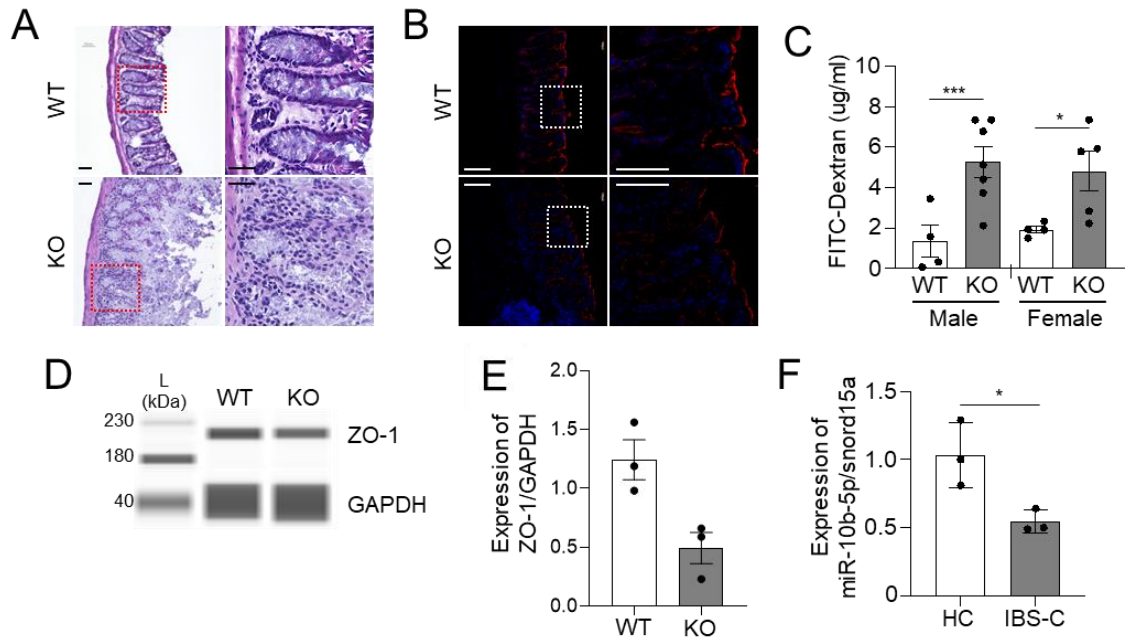 A
WT
KO
B
WT
KO
C
FITC-Dextran (ug/ml)
10
8
6
4
2
0
***
*
WT KO WT KO
Male Female
D
L
(kDa)
WT KO
230
180
40
ZO-1
GAPDH
E
Expression of
ZO-1/GAPDH
2.0
1.5
1.0
0.5
0.0
WT KO
F
Expression of
miR-10b-5p/snord15a
1.5
1.0
0.5
0
*
HC IBS-C